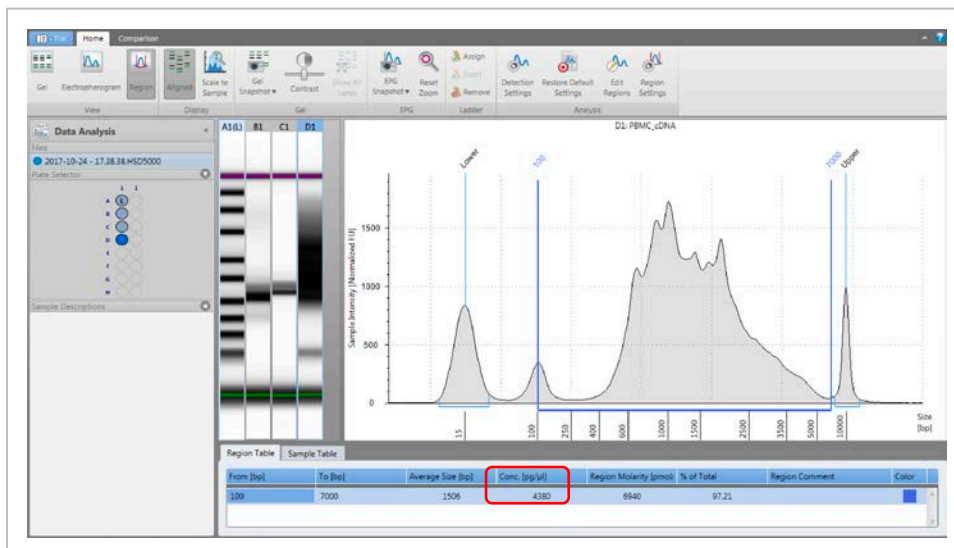 File Home Comparison
Gel Electropherogram Region Aligned Scale to Sample Gel Snapshot Contrast Show All Lanes EPG Snapshot Reset Zoom Assign Insert Remove Detection Settings Restore Default Settings Edit Regions Region Settings
View Display Gel EPG Ladder Analysis
Data Analysis
Files
2017-10-24 - 17.38.38.HSD5000
Plate Selector
1 2
A L
B
C
D
E
F
G
H
Sample Descriptions
A1(L) B1 C1 D1
D1: PBMC_cDNA
Lower 100 7000 Upper
Sample Intensity [Normalized FU]
1500
1000
500
0
15 100 250 400 600 1000 1500 2500 3500 5000 10000
Size [bp]
Region Table Sample Table
From [bp] To [bp] Average Size [bp] Conc. [pg/µl] Region Molarity [pmol/ % of Total Region Comment Color
100 7000 1506 4380 6940 97.21